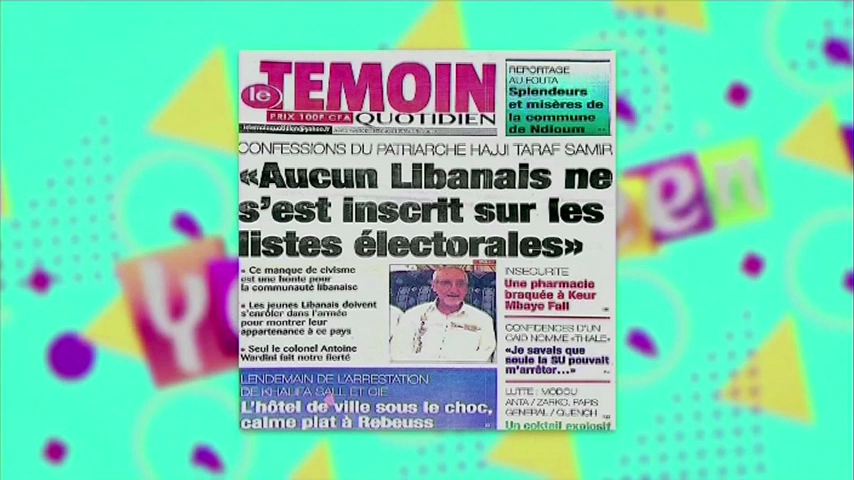 le TEMOIN
PRIX 100F CFA QUOTIDIEN
REPORTAGE
AU FOUTA
Splendeurs
et misères de
la commune
de Ndioum
CONFESSIONS DU PATRIARCHE HAJJI TARAF SAMIR
«Aucun Libanais ne
s'est inscrit sur les
listes électorales»
• Ce manque de civisme
est une honte pour
la communauté libanaise
• Les jeunes Libanais doivent
s'enrôler dans l'armée
pour montrer leur
appartenance à ce pays
• Seul le colonel Antoine
Wardini fait notre fierté
INSECURITE
Une pharmacie
braquée à Keur
Mbaye Fall
CONFIDENCES D'UN
CAID NOMME «THALE»
«Je savais que
seule la SU pouvait
m'arrêter...»
LENDEMAIN DE L'ARRESTATION
DE KHALIFA SALL ET CIE
L'hôtel de ville sous le choc,
calme plat à Rebeuss
LUTTE : MODOU
ANTA / ZARKO, PARIS
GENERAL / QUENCH
Un coktail explosif